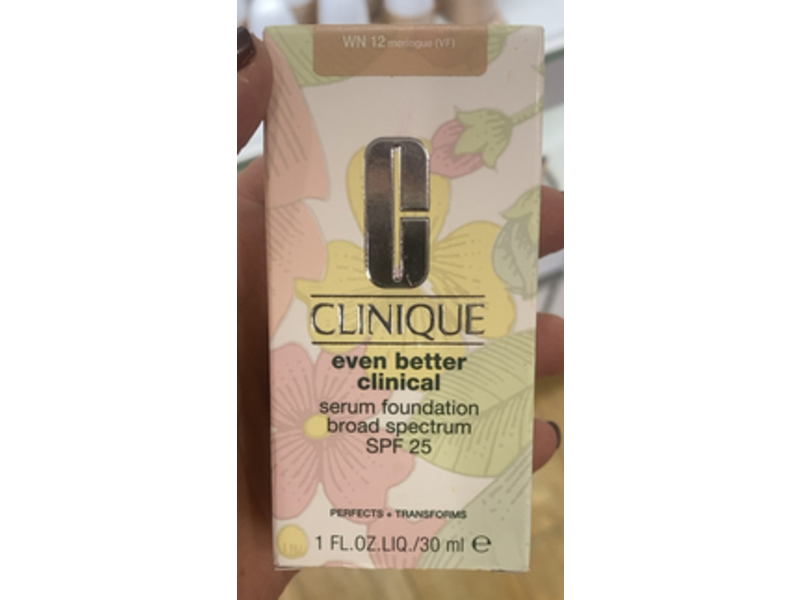 WN 12 meringue (VF)
C
CLINIQUE
even better
clinical
serum foundation
broad spectrum
SPF 25
PERFECTS + TRANSFORMS
1 FL.OZ.LIQ./30 ml ℮